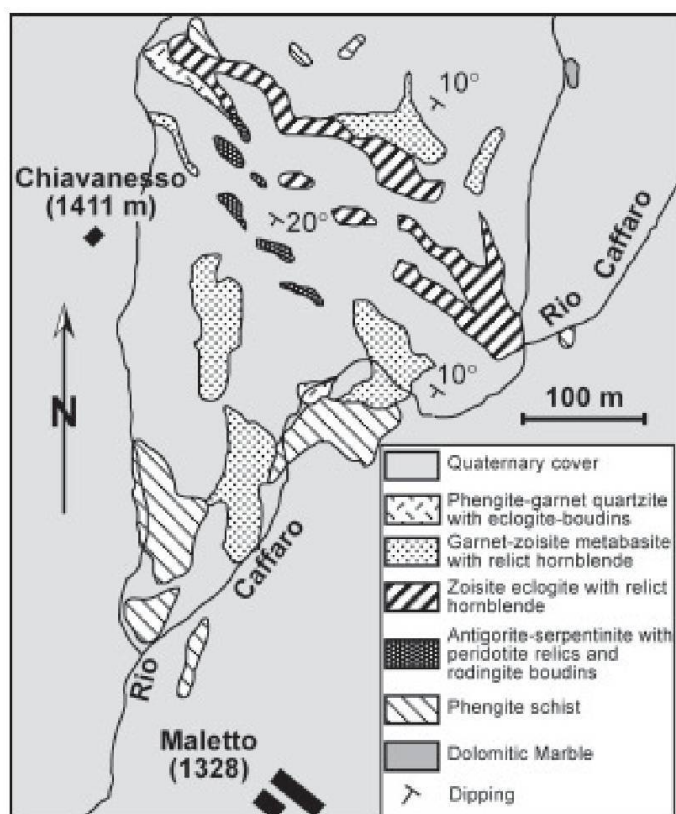 10°
Chiavanesso
(1411 m)
20°
Rio Caffaro
N
10°
100 m
Rio Caffaro
Maletto
(1328)
Quaternary cover
Phengite-garnet quartzite
with eclogite-boudins
Garnet-zoisite metabasite
with relict hornblende
Zoisite eclogite with relict
hornblende
Antigorite-serpentinite with
peridotite relics and
rodingite boudins
Phengite schist
Dolomitic Marble
Dipping